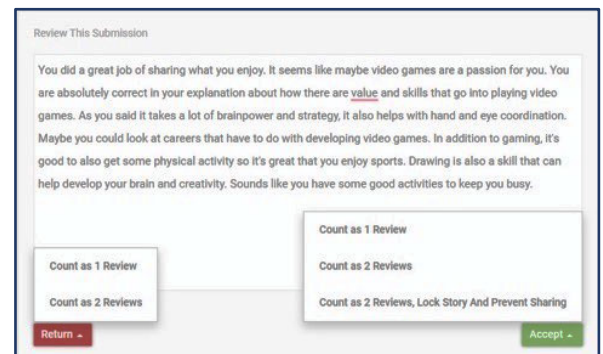 Review This Submission
You did a great job of sharing what you enjoy. It seems like maybe video games are a passion for you. You
are absolutely correct in your explanation about how there are value and skills that go into playing video
games. As you said it takes a lot of brainpower and strategy, it also helps with hand and eye coordination.
Maybe you could look at careers that have to do with developing video games. In addition to gaming, it's
good to also get some physical activity so it's great that you enjoy sports. Drawing is also a skill that can
help develop your brain and creativity. Sounds like you have some good activities to keep you busy.
Count as 1 Review
Count as 2 Reviews
Return
Count as 1 Review
Count as 2 Reviews
Count as 2 Reviews, Lock Story And Prevent Sharing
Accept